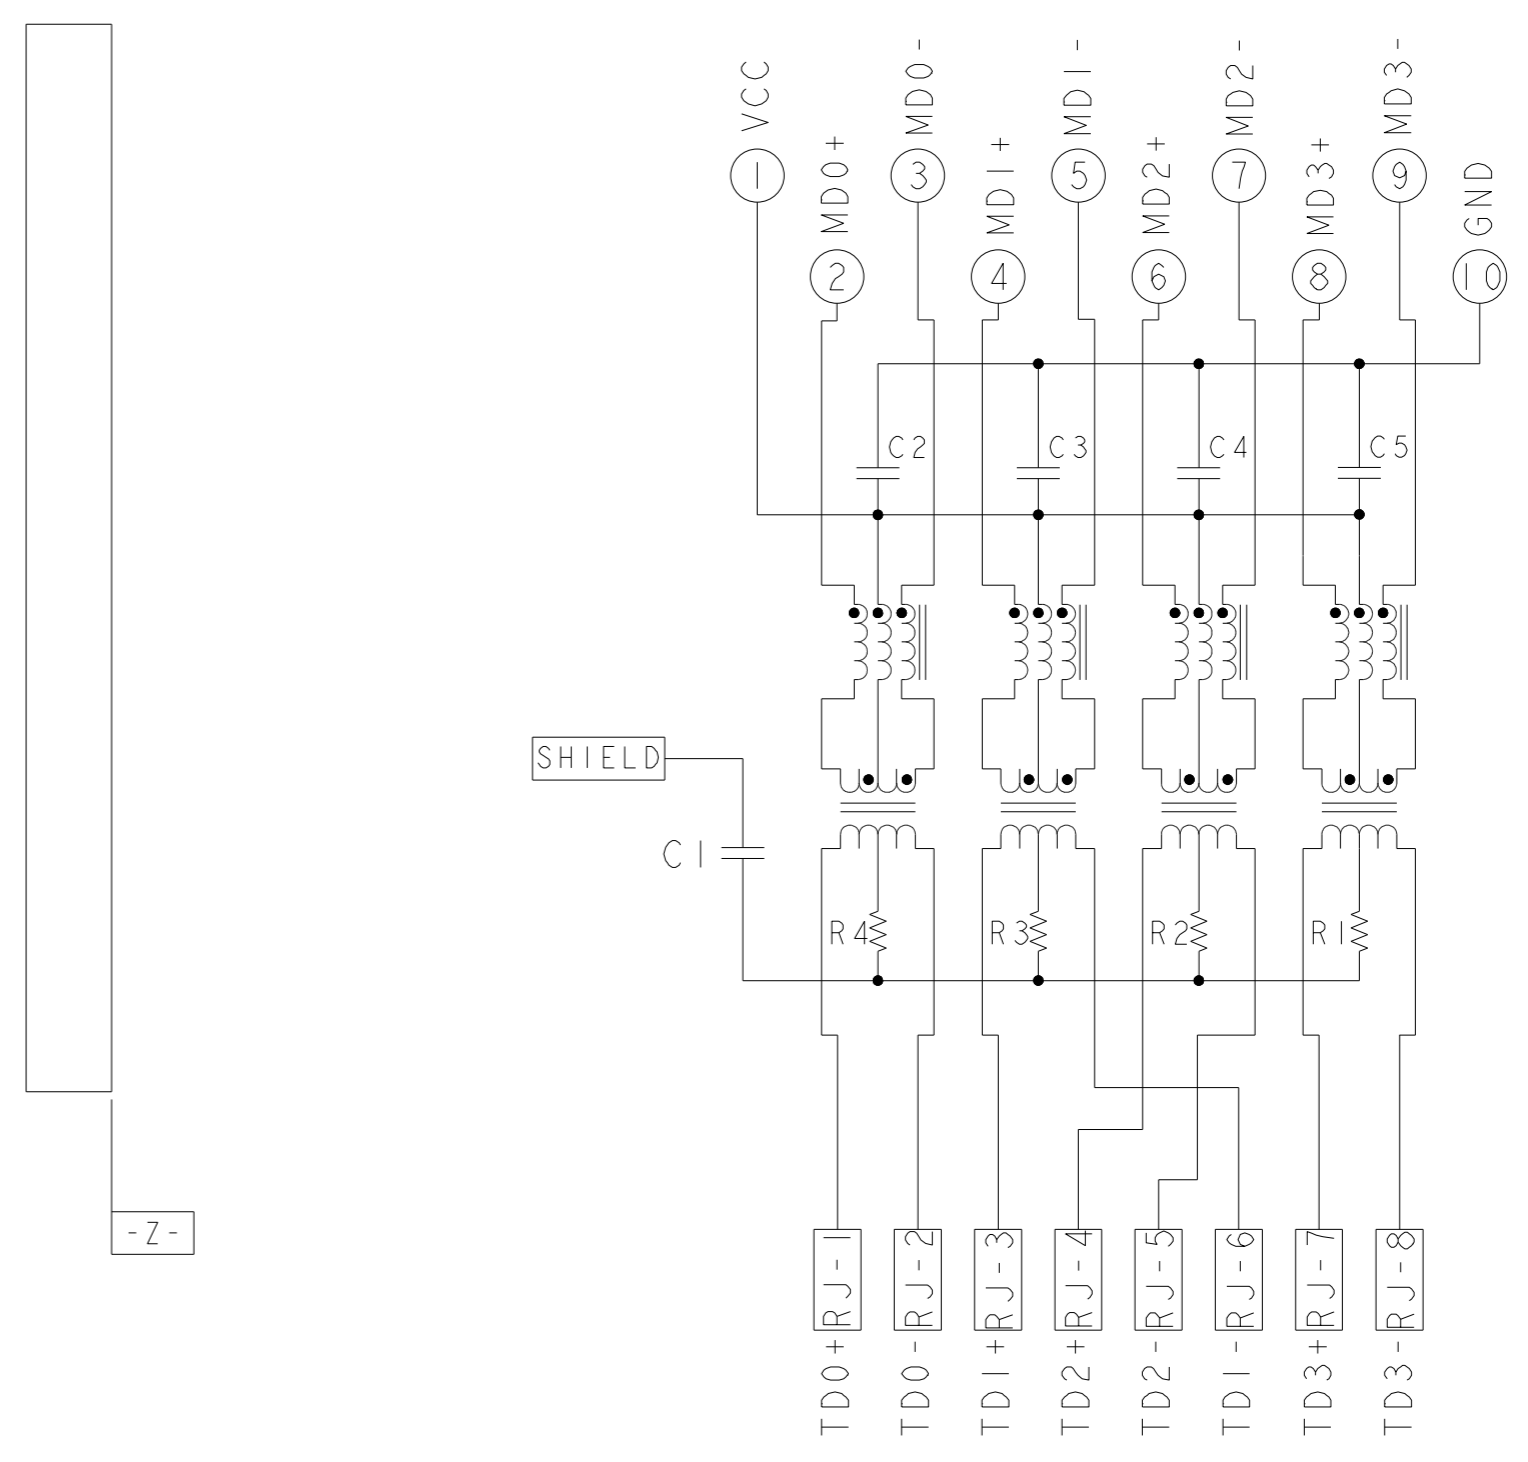 VCC
MD0-
MD1-
MD2-
MD3-
1
3
5
7
9
MD0+
MD1+
MD2+
MD3+
GND
2
4
6
8
10
C2
C3
C4
C5
SHIELD
C1
R4
R3
R2
R1
-Z-
RJ-1
RJ-2
RJ-3
RJ-4
RJ-5
RJ-6
RJ-7
RJ-8
TD0+
TD0-
TD1+
TD2+
TD2-
TD1-
TD3+
TD3-